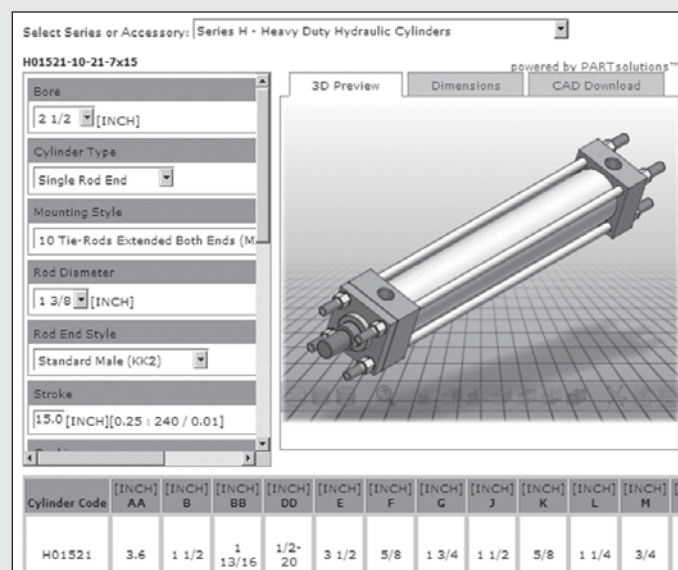 Select Series or Accessory: Series H - Heavy Duty Hydraulic Cylinders
H01521-10-21-7x15
powered by PARTsolutions™
Bore
2 1/2 [INCH]
Cylinder Type
Single Rod End
Mounting Style
10 Tie-Rods Extended Both Ends (M
Rod Diameter
1 3/8 [INCH]
Rod End Style
Standard Male (KK2)
Stroke
15.0 [INCH][0.25 : 240 / 0.01]
3D Preview Dimensions CAD Download
Cylinder Code [INCH] AA [INCH] B [INCH] BB [INCH] DD [INCH] E [INCH] F [INCH] G [INCH] J [INCH] K [INCH] L [INCH] M
H01521 3.6 1 1/2 1 13/16 1/2-20 3 1/2 5/8 1 3/4 1 1/2 5/8 1 1/4 3/4